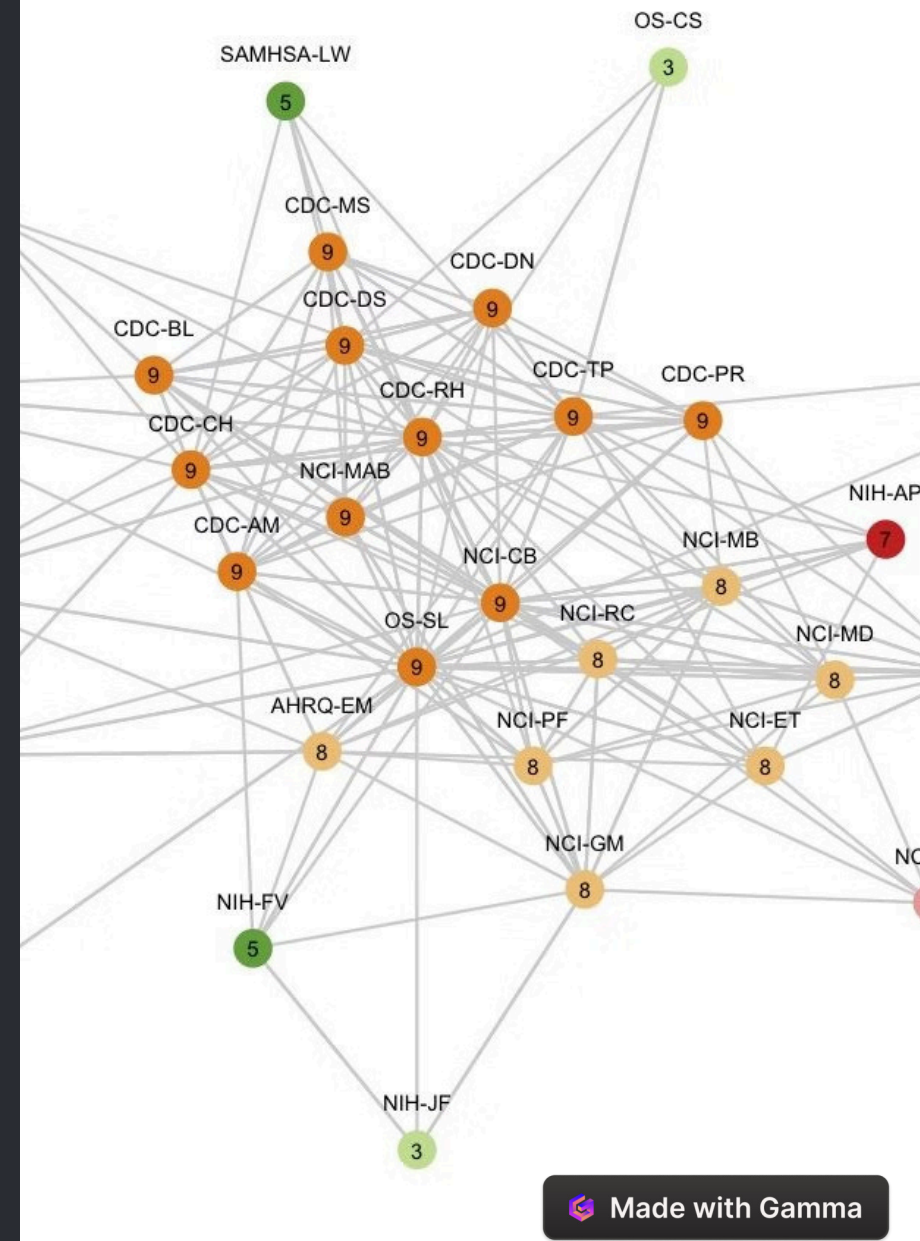 OS-CS
3
SAMHSA-LW
5
CDC-MS
9
CDC-DN
9
CDC-DS
9
CDC-BL
9
CDC-TP
9
CDC-PR
9
CDC-RH
9
CDC-CH
9
NCI-MAB
9
NIH-AP
7
CDC-AM
9
NCI-MB
8
NCI-CB
9
NCI-RC
8
OS-SL
9
NCI-MD
8
AHRQ-EM
8
NCI-PF
8
NCI-ET
8
NCI-GM
8
NC
NIH-FV
5
NIH-JF
3
Made with Gamma